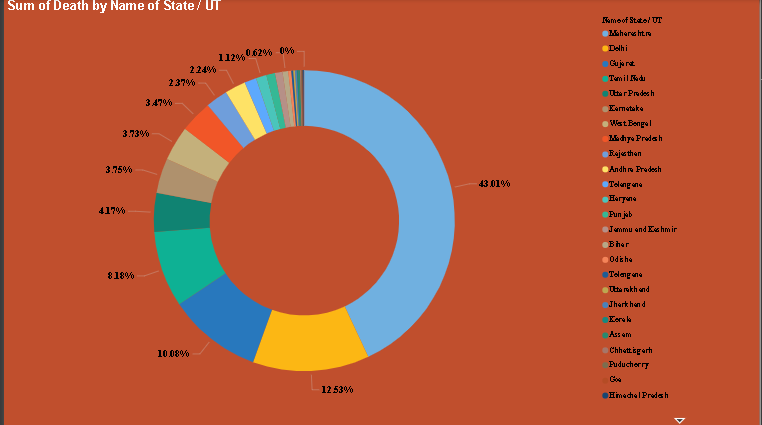 Sum of Death by Name of State / UT
Name of State / UT
Maharashtra
Delhi
Gujarat
Tamil Nadu
Uttar Pradesh
Karnataka
West Bengal
Madhya Pradesh
Rajasthan
Andhra Pradesh
Telangana
Haryana
Punjab
Jammu and Kashmir
Bihar
Odisha
Telengana
Uttarakhand
Jharkhand
Kerala
Assam
Chhattisgarh
Puducherry
Goa
Himachal Pradesh
0%
0.62%
1.12%
2.24%
2.37%
3.47%
3.73%
3.75%
4.17%
8.18%
10.08%
12.53%
43.01%